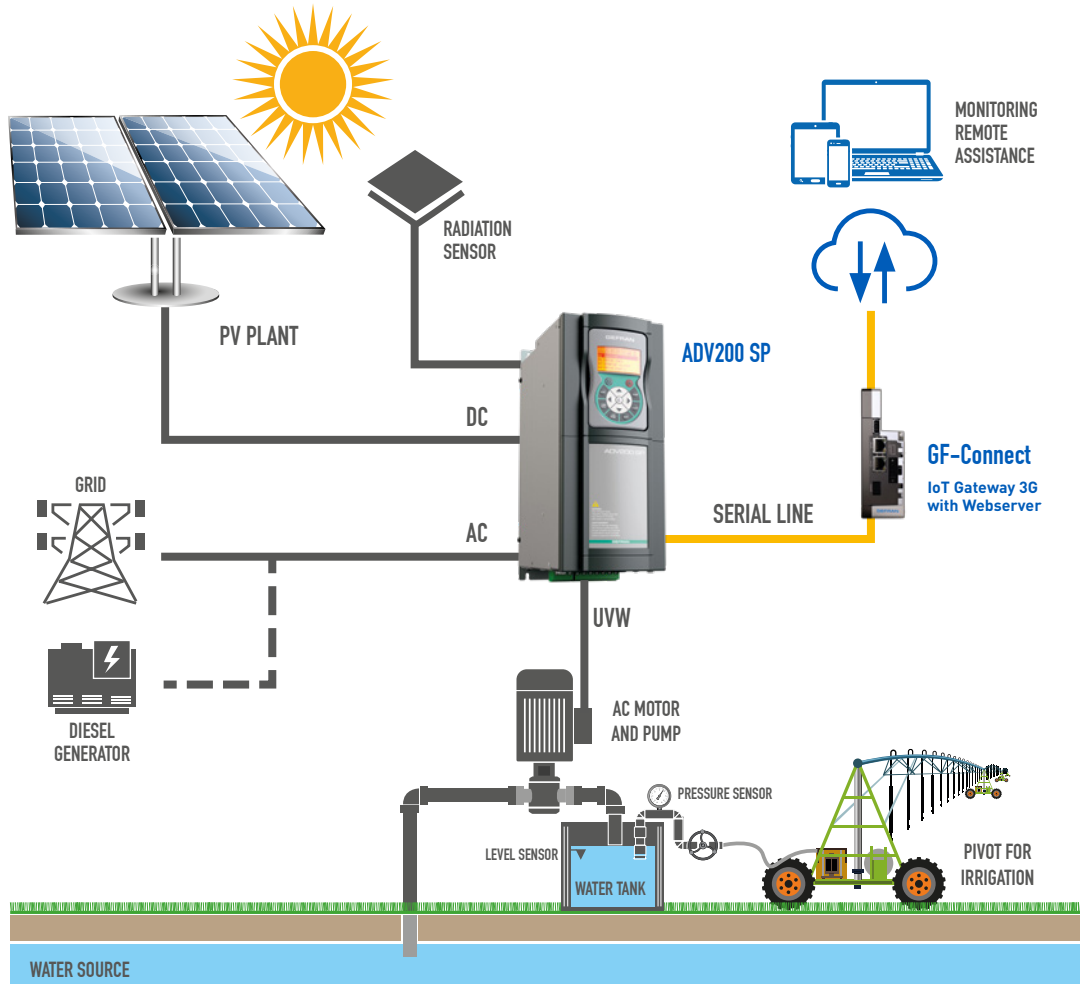 MONITORING
REMOTE
ASSISTANCE
RADIATION
SENSOR
PV PLANT
GEFRAN
ADV200 SP
DC
GF-Connect
IoT Gateway 3G
with Webserver
GRID
SERIAL LINE
AC
UVW
DIESEL
GENERATOR
AC MOTOR
AND PUMP
PRESSURE SENSOR
LEVEL SENSOR
WATER TANK
PIVOT FOR
IRRIGATION
WATER SOURCE